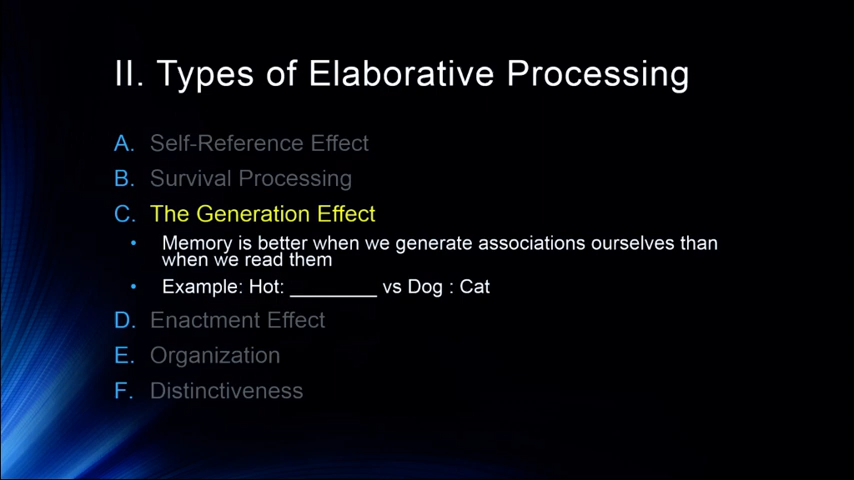 II. Types of Elaborative Processing
A. Self-Reference Effect
B. Survival Processing
C. The Generation Effect
• Memory is better when we generate associations ourselves than
when we read them
• Example: Hot: ________ vs Dog : Cat
D. Enactment Effect
E. Organization
F. Distinctiveness